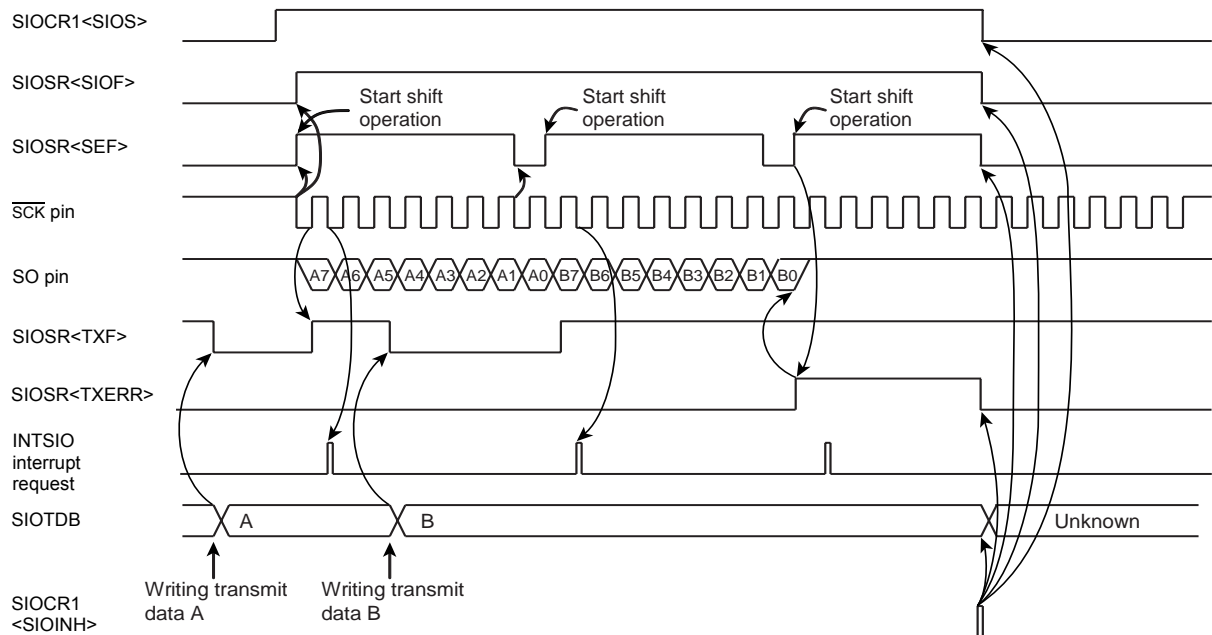 SIOCR1<SIOS>
SIOSR<SIOF>
Start shift
operation
Start shift
operation
Start shift
operation
SIOSR<SEF>
SCK pin
SO pin
A7 A6 A5 A4 A3 A2 A1 A0 B7 B6 B5 B4 B3 B2 B1 B0
SIOSR<TXF>
SIOSR<TXERR>
INTSIO
interrupt
request
SIOTDB
A
B
Unknown
Writing transmit
data A
Writing transmit
data B
SIOCR1
<SIOINH>